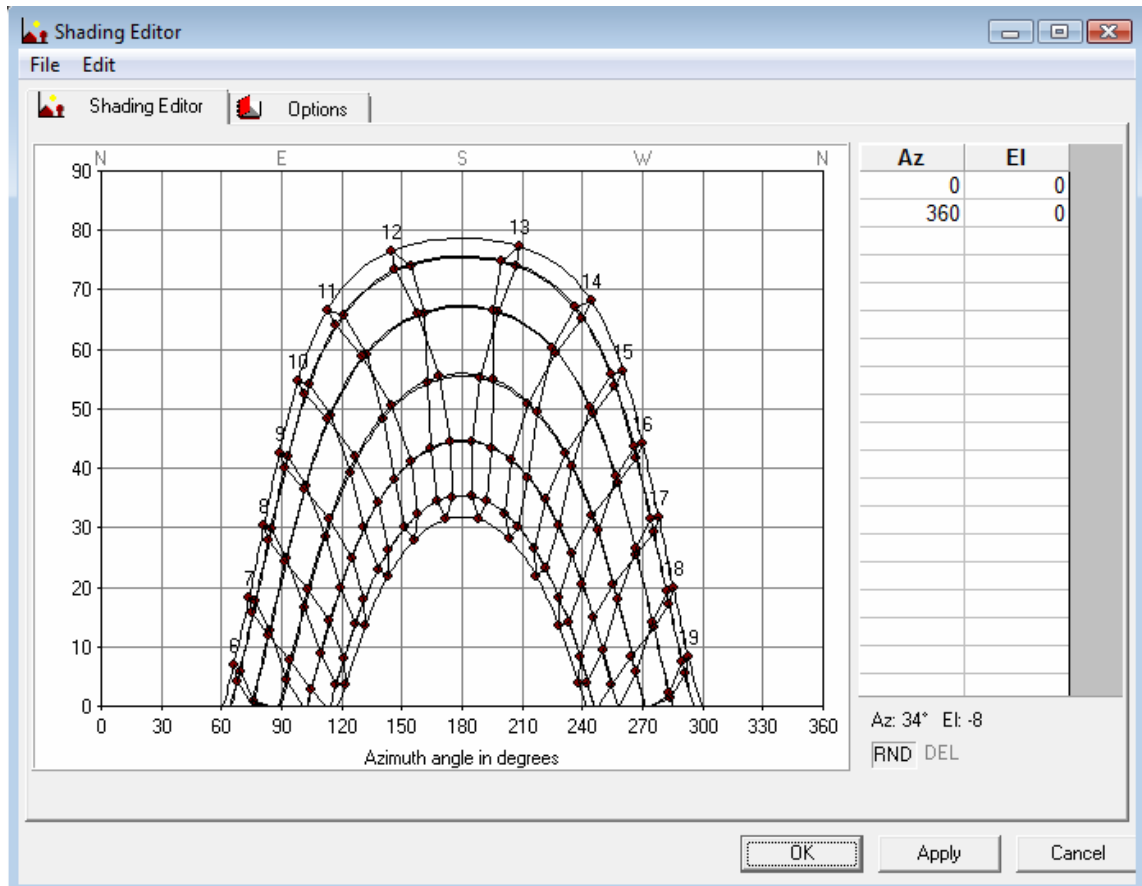 Shading Editor
File Edit
Shading Editor Options
N E S W N
90
80
70
60
50
40
30
20
10
0
6
7
8
9
10
11
12
13
14
15
16
17
18
19
0 30 60 90 120 150 180 210 240 270 300 330 360
Azimuth angle in degrees
Az El
0 0
360 0
Az: 34° El: -8
RND DEL
OK Apply Cancel